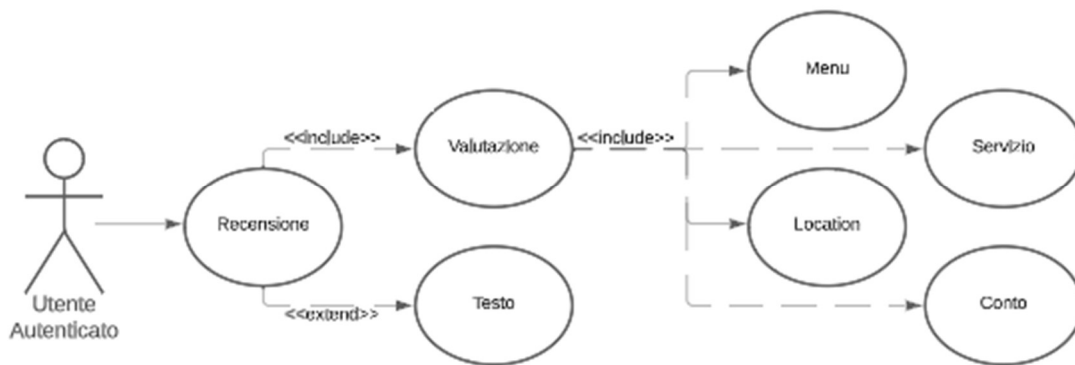 Menu
<<include>>
Valutazione
<<include>>
Servizio
Recensione
Location
Utente
Autenticato
<<extend>>
Testo
Conto